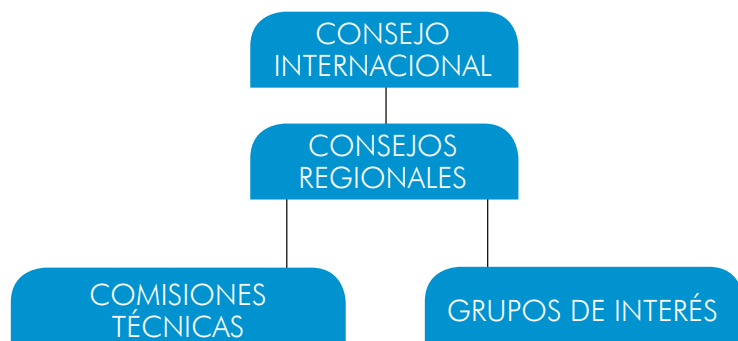 CONSEJO
INTERNACIONAL
CONSEJOS
REGIONALES
COMISIONES
TÉCNICAS
GRUPOS DE INTERÉS